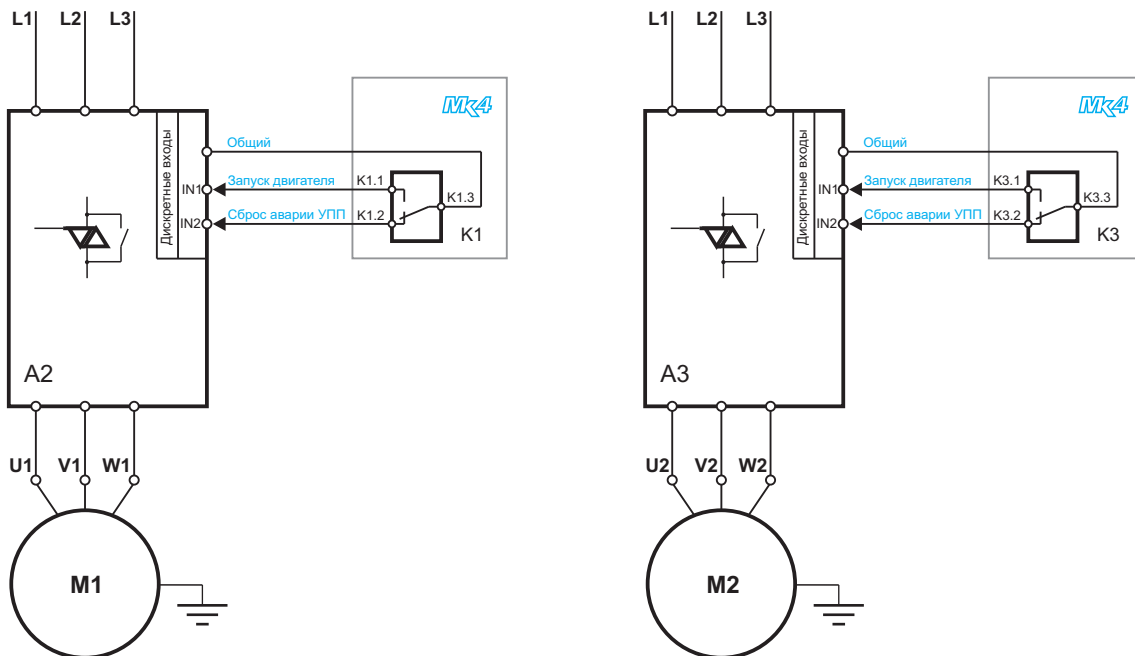 L1 L2 L3
Mk4
Дискретные входы
Общий
IN1
Запуск двигателя
K1.1
K1.3
IN2
Сброс аварии УПП
K1.2
K1
A2
U1 V1 W1
M1
L1 L2 L3
Mk4
Дискретные входы
Общий
IN1
Запуск двигателя
K3.1
K3.3
IN2
Сброс аварии УПП
K3.2
K3
A3
U2 V2 W2
M2